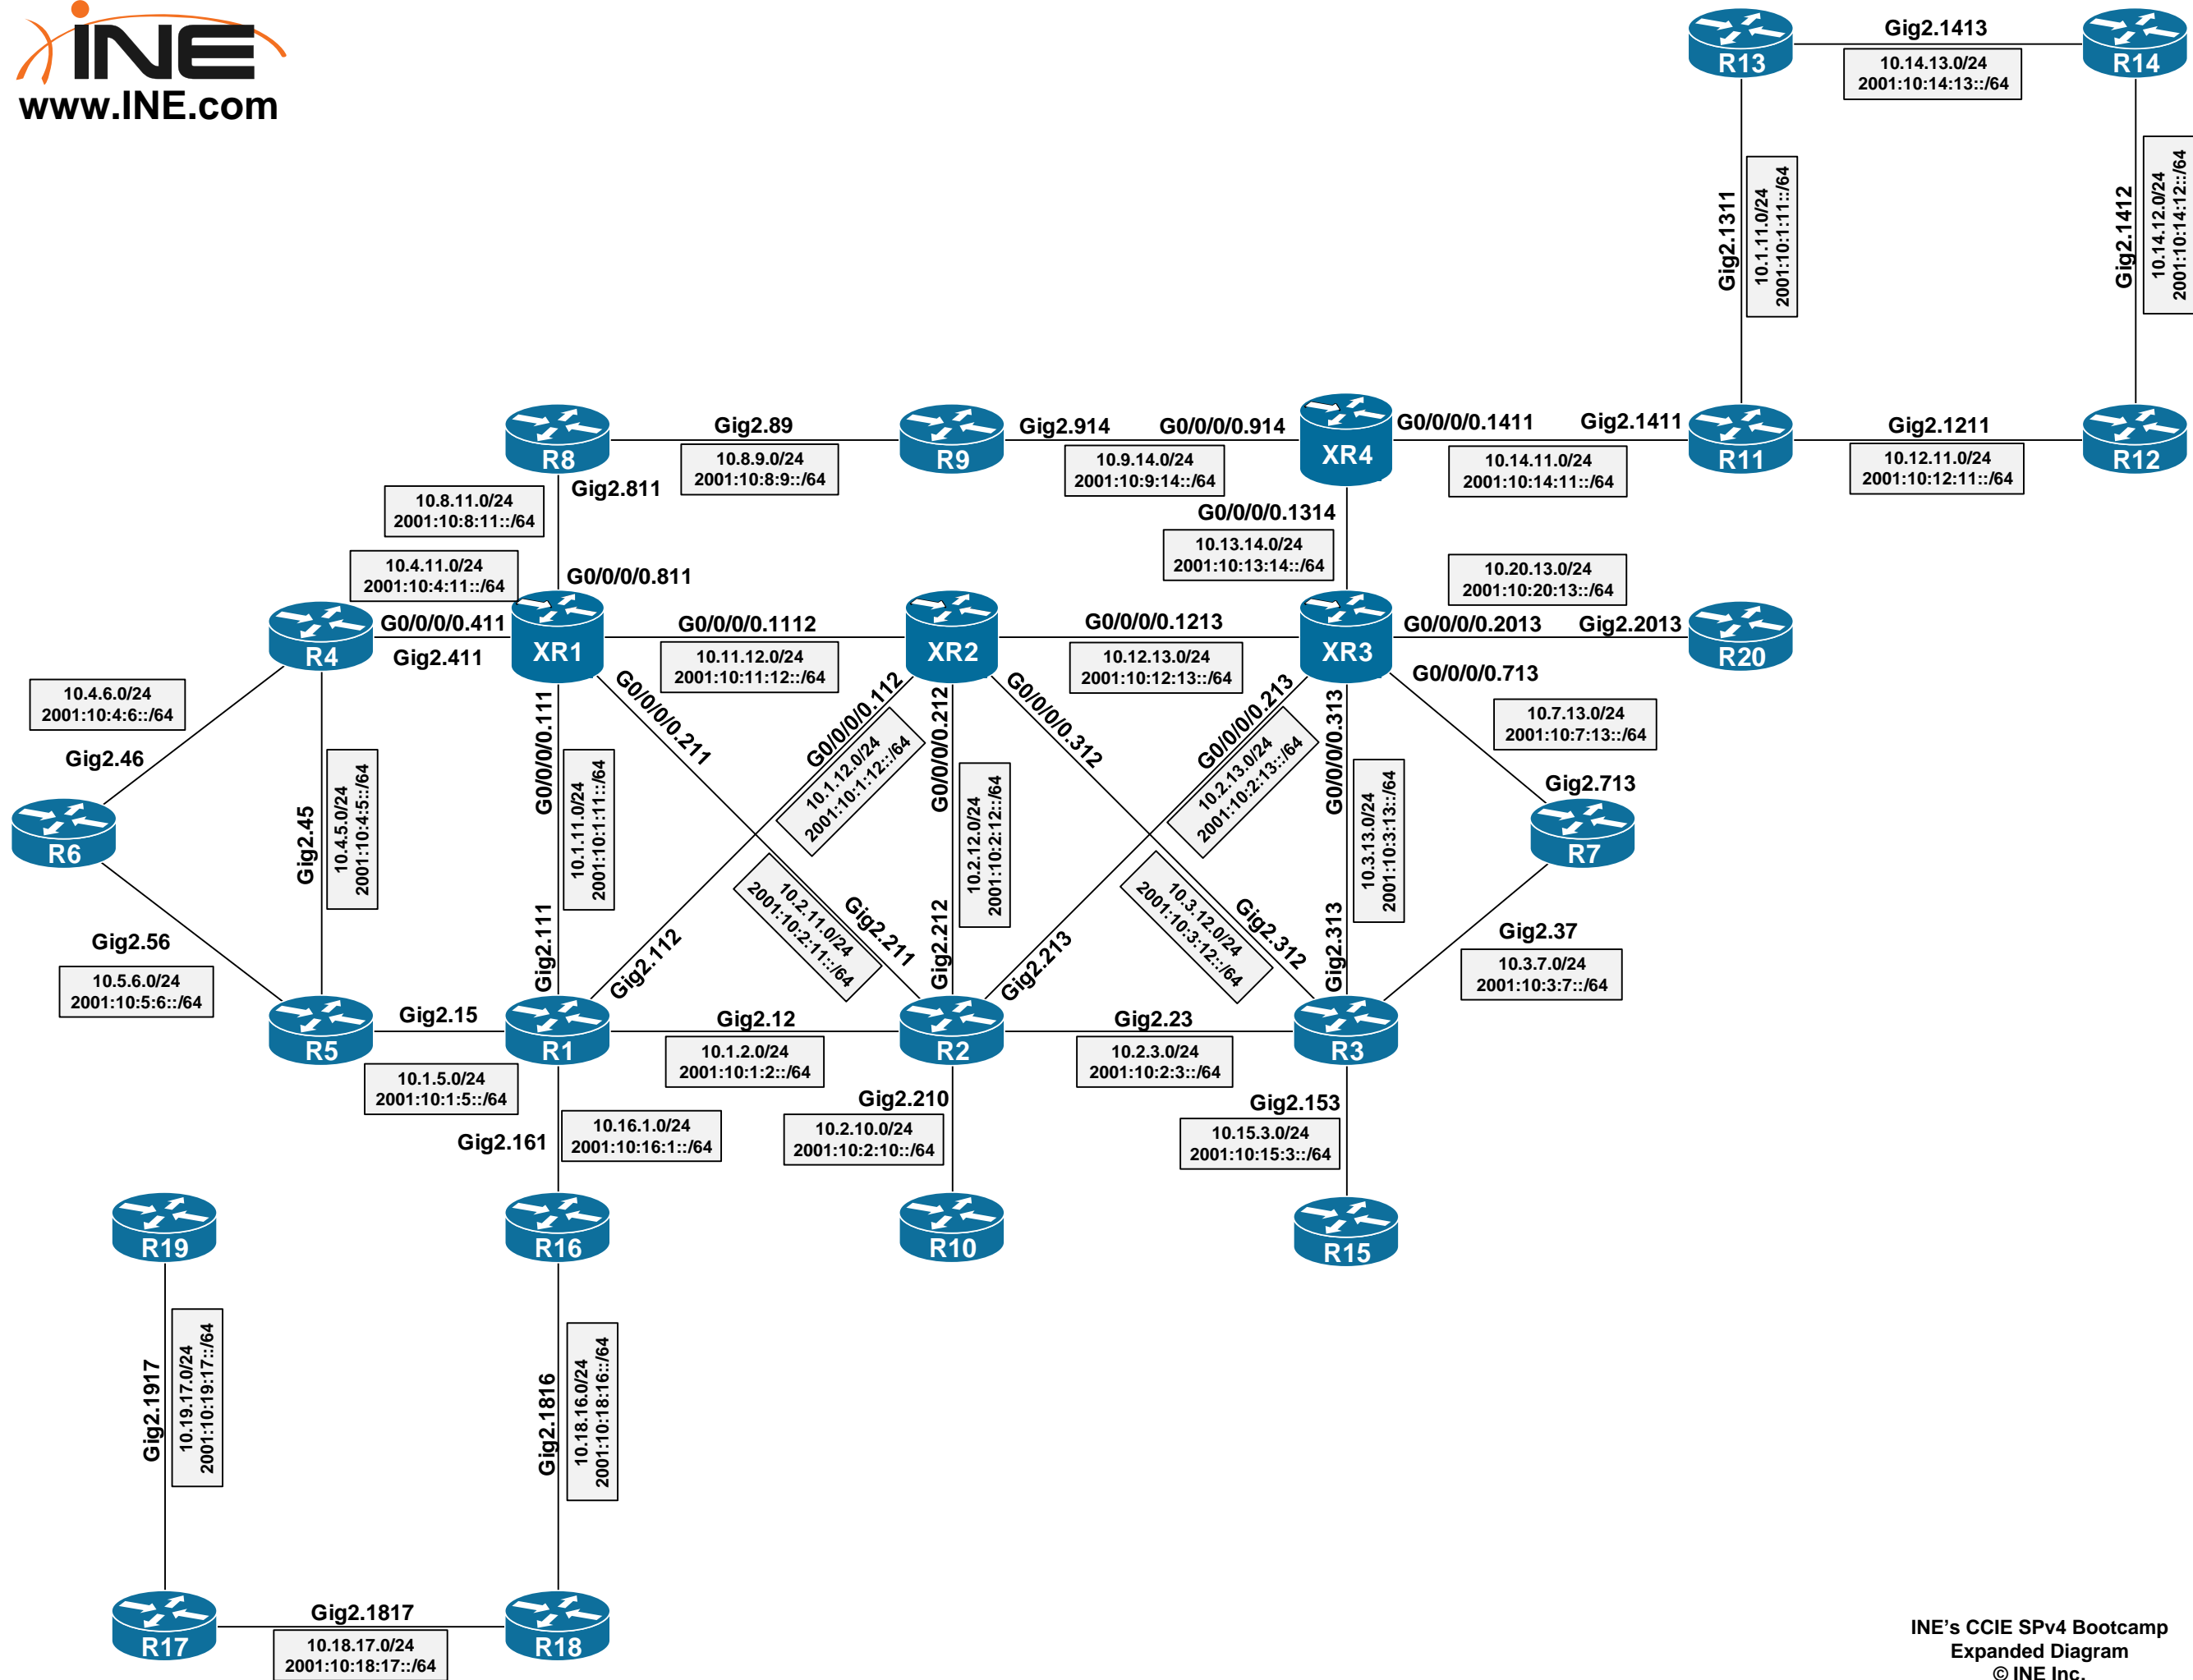 INE
www.INE.com
Gig2.1413
R13
R14
10.14.13.0/24
2001:10:14:13::/64
Gig2.1311
10.1.11.0/24
2001:10:1:11::/64
Gig2.1412
10.14.12.0/24
2001:10:14:12::/64
Gig2.89
Gig2.914
G0/0/0/0.914
G0/0/0/0.1411
Gig2.1411
Gig2.1211
R8
R9
XR4
R11
R12
10.8.9.0/24
2001:10:8:9::/64
10.9.14.0/24
2001:10:9:14::/64
10.14.11.0/24
2001:10:14:11::/64
10.12.11.0/24
2001:10:12:11::/64
Gig2.811
10.8.11.0/24
2001:10:8:11::/64
G0/0/0/0.1314
10.13.14.0/24
2001:10:13:14::/64
10.4.11.0/24
2001:10:4:11::/64
G0/0/0/0.811
10.20.13.0/24
2001:10:20:13::/64
G0/0/0/0.411
G0/0/0/0.1112
G0/0/0/0.1213
G0/0/0/0.2013
Gig2.2013
R4
Gig2.411
XR1
XR2
XR3
R20
10.11.12.0/24
2001:10:11:12::/64
10.12.13.0/24
2001:10:12:13::/64
G0/0/0/0.713
10.4.6.0/24
2001:10:4:6::/64
10.7.13.0/24
2001:10:7:13::/64
G0/0/0/0.111
G0/0/0/0.211
G0/0/0/0.112
G0/0/0/0.212
G0/0/0/0.312
G0/0/0/0.213
G0/0/0/0.313
Gig2.46
Gig2.713
R6
Gig2.45
10.4.5.0/24
2001:10:4:5::/64
10.1.11.0/24
2001:10:1:11::/64
10.1.12.0/24
2001:10:1:12::/64
10.2.12.0/24
2001:10:2:12::/64
10.2.13.0/24
2001:10:2:13::/64
10.3.13.0/24
2001:10:3:13::/64
R7
10.2.11.0/24
2001:10:2:11::/64
10.3.12.0/24
2001:10:3:12::/64
Gig2.56
Gig2.111
Gig2.112
Gig2.211
Gig2.212
Gig2.213
Gig2.312
Gig2.313
Gig2.37
10.5.6.0/24
2001:10:5:6::/64
10.3.7.0/24
2001:10:3:7::/64
Gig2.15
Gig2.12
Gig2.23
R5
R1
R2
R3
10.1.5.0/24
2001:10:1:5::/64
10.1.2.0/24
2001:10:1:2::/64
10.2.3.0/24
2001:10:2:3::/64
Gig2.210
Gig2.153
Gig2.161
10.16.1.0/24
2001:10:16:1::/64
10.2.10.0/24
2001:10:2:10::/64
10.15.3.0/24
2001:10:15:3::/64
R19
R16
R10
R15
Gig2.1917
10.19.17.0/24
2001:10:19:17::/64
Gig2.1816
10.18.16.0/24
2001:10:18:16::/64
Gig2.1817
R17
R18
10.18.17.0/24
2001:10:18:17::/64
INE's CCIE SPv4 Bootcamp
Expanded Diagram
© INE Inc.